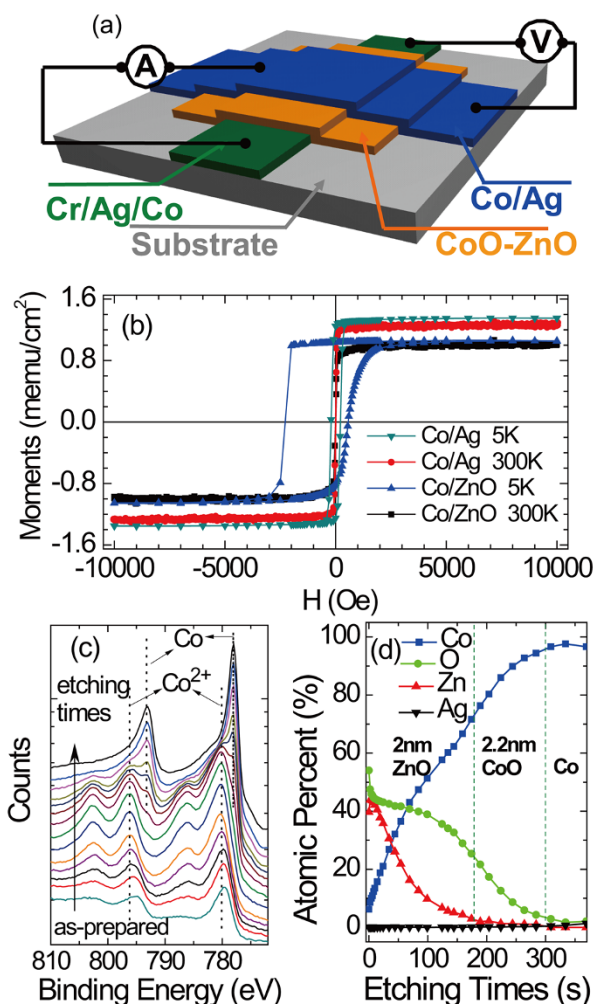 (a)
A
V
Cr/Ag/Co
Co/Ag
Substrate
CoO-ZnO
(b)
Moments (memu/cm²)
1.6
0.8
0.0
-0.8
-1.6
Co/Ag 5K
Co/Ag 300K
Co/ZnO 5K
Co/ZnO 300K
-10000 -5000 0 5000 10000
H (Oe)
(c)
Co
Co²⁺
etching
times
as-prepared
Counts
810 800 790 780
Binding Energy (eV)
(d)
Co
O
Zn
Ag
2nm
ZnO
2.2nm
CoO
Co
Atomic Percent (%)
100
80
60
40
20
0
0 100 200 300
Etching Times (s)